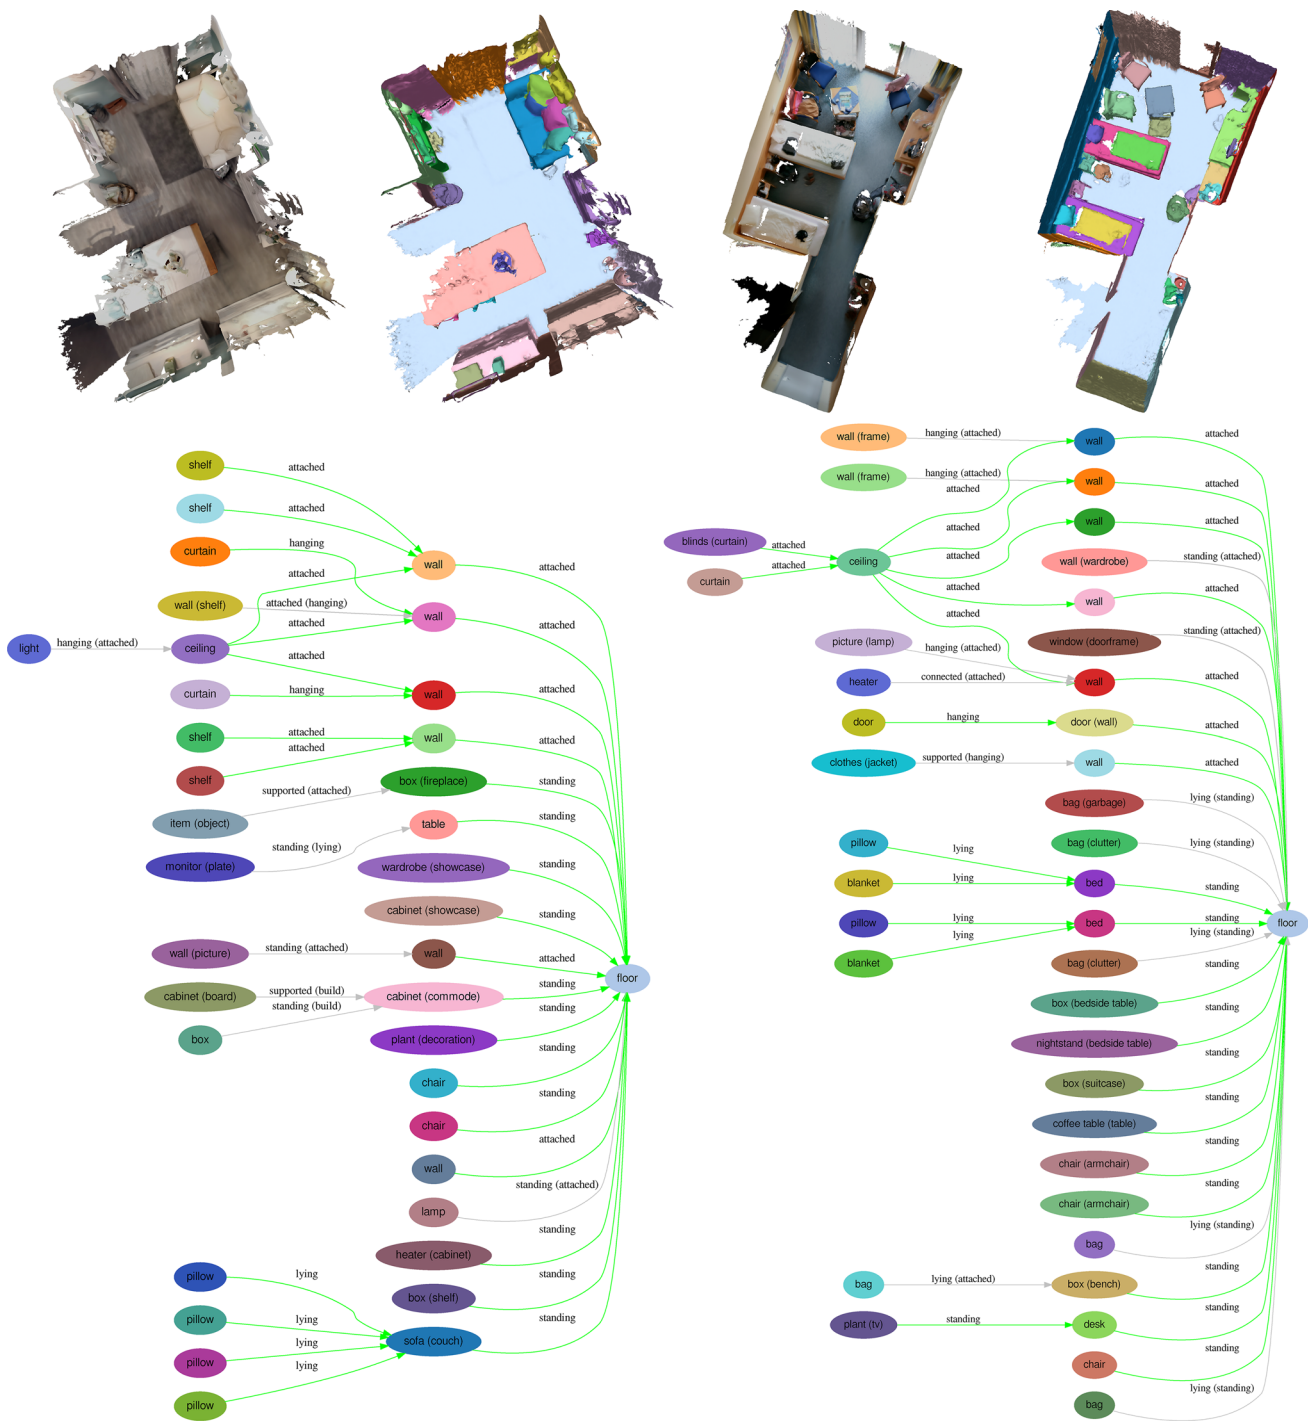 shelf
attached
shelf
attached
curtain
hanging
wall
attached
attached
wall (shelf)
attached (hanging)
wall
attached
attached
light
hanging (attached)
ceiling
attached
curtain
hanging
wall
attached
shelf
attached
wall
attached
attached
shelf
box (fireplace)
standing
supported (attached)
item (object)
table
standing
standing (lying)
monitor (plate)
wardrobe (showcase)
standing
cabinet (showcase)
standing
wall (picture)
standing (attached)
wall
attached
floor
cabinet (board)
supported (build)
cabinet (commode)
standing
standing (build)
box
plant (decoration)
standing
chair
standing
chair
standing
wall
attached
lamp
standing (attached)
heater (cabinet)
standing
pillow
lying
box (shelf)
standing
pillow
lying
sofa (couch)
standing
pillow
lying
lying
pillow
wall (frame)
hanging (attached)
wall
attached
wall (frame)
hanging (attached)
wall
attached
attached
attached
wall
attached
blinds (curtain)
attached
ceiling
attached
wall (wardrobe)
standing (attached)
curtain
attached
attached
wall
attached
attached
picture (lamp)
hanging (attached)
window (doorframe)
standing (attached)
heater
connected (attached)
wall
attached
door
hanging
door (wall)
attached
clothes (jacket)
supported (hanging)
wall
attached
bag (garbage)
lying (standing)
pillow
lying
bag (clutter)
lying (standing)
blanket
lying
bed
standing
pillow
lying
bed
standing
floor
lying (standing)
blanket
lying
bag (clutter)
standing
box (bedside table)
standing
nightstand (bedside table)
standing
box (suitcase)
standing
coffee table (table)
standing
chair (armchair)
standing
chair (armchair)
lying (standing)
bag
standing
bag
lying (attached)
box (bench)
standing
plant (tv)
standing
desk
standing
chair
lying (standing)
bag